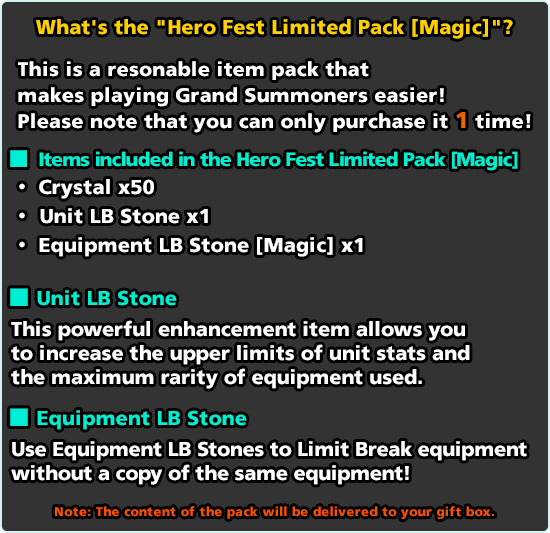 What's the "Hero Fest Limited Pack [Magic]"?
This is a resonable item pack that
makes playing Grand Summoners easier!
Please note that you can only purchase it 1 time!
Items included in the Hero Fest Limited Pack [Magic]
• Crystal x50
• Unit LB Stone x1
• Equipment LB Stone [Magic] x1
Unit LB Stone
This powerful enhancement item allows you
to increase the upper limits of unit stats and
the maximum rarity of equipment used.
Equipment LB Stone
Use Equipment LB Stones to Limit Break equipment
without a copy of the same equipment!
Note: The content of the pack will be delivered to your gift box.